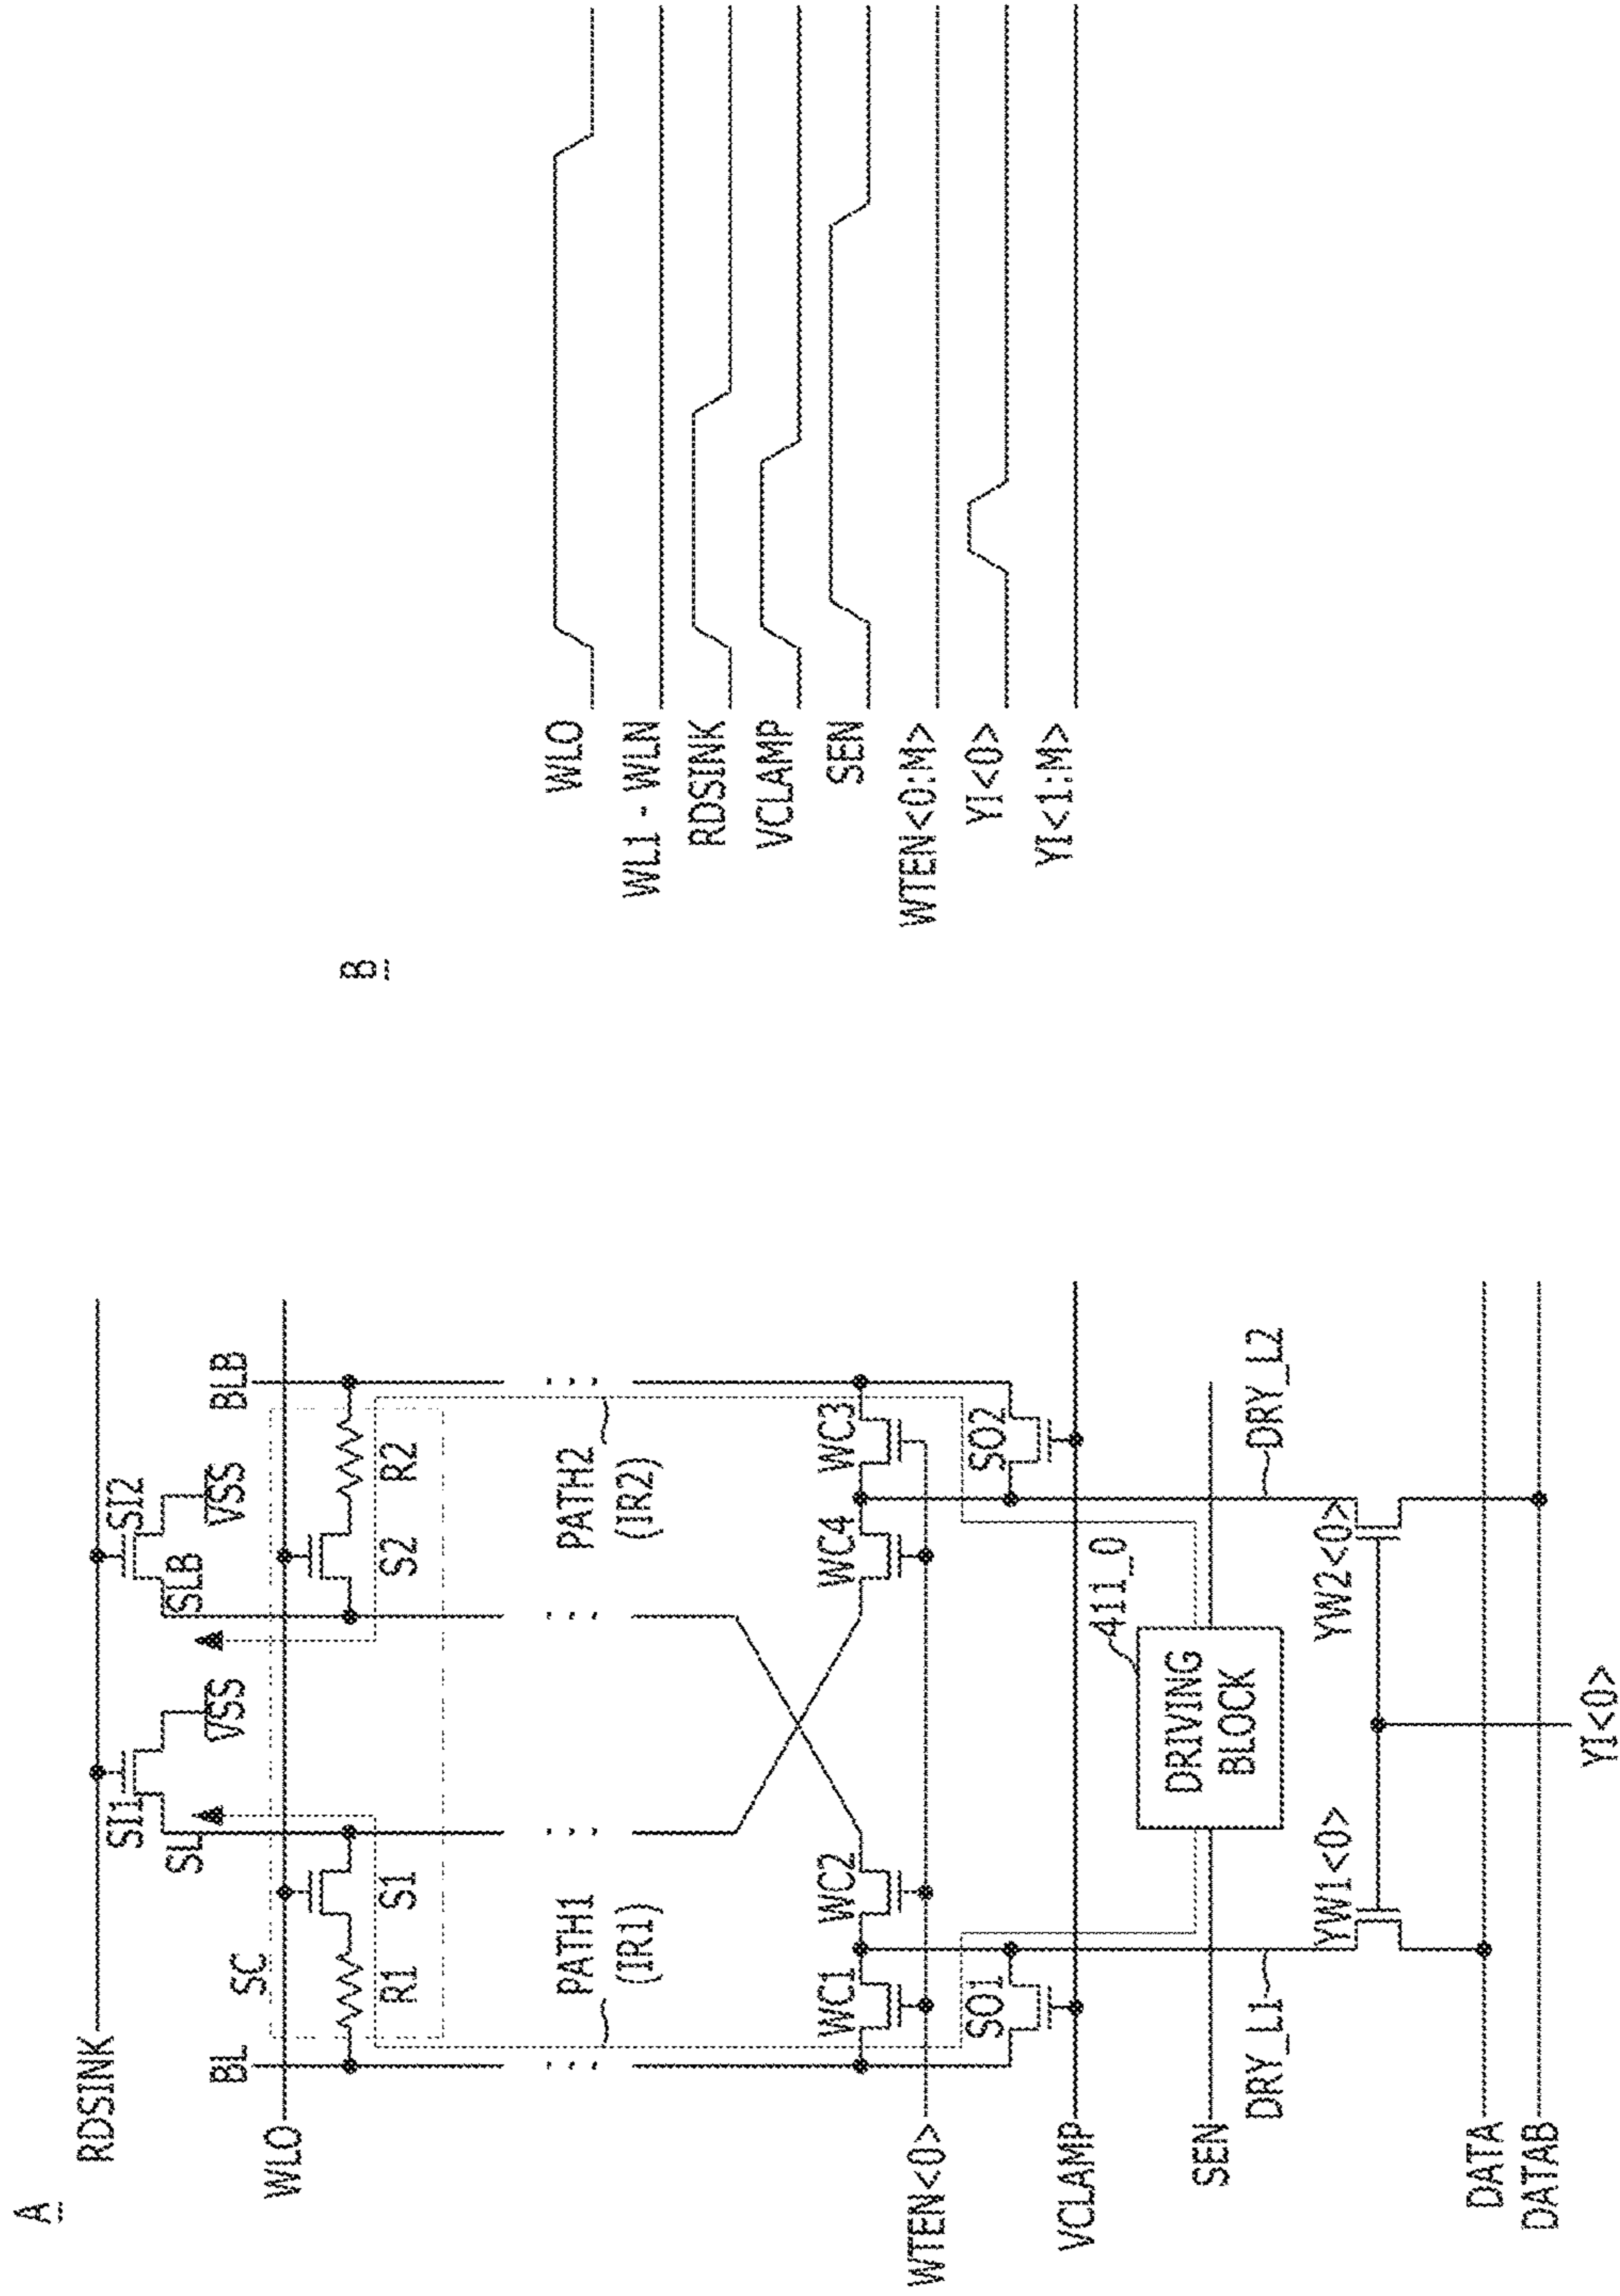 A
RDSINK
SI1
SI2
SL
VSS
SLB
VSS
BL
SC
BLB
WLO
R1
S1
S2
R2
PATH1
(IR1)
PATH2
(IR2)
WC1
WC2
WC4
WC3
WTEN<0>
SO1
SO2
VCLAMP
411_0
DRIVING
BLOCK
SEN
DRY_L1
DRY_L2
YW1<0>
YW2<0>
DATA
DATAB
YI<0>
B
WLO
WL1 - WLN
RDSINK
VCLAMP
SEN
WTEN<0:M>
YI<0>
YI<1:M>